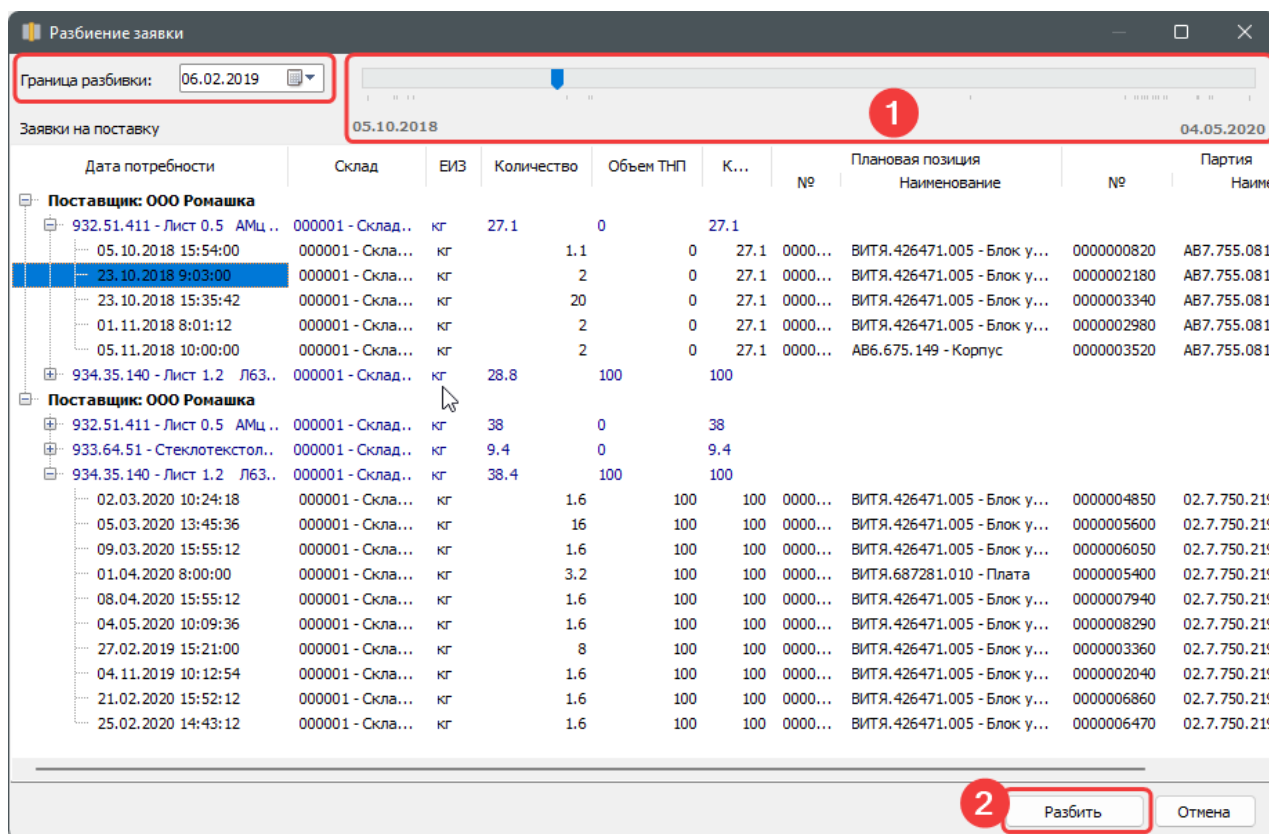 Разбиение заявки
Граница разбивки: 06.02.2019
1
Заявки на поставку 05.10.2018 04.05.2020
Дата потребности Склад ЕИЗ Количество Объем ТНП К... Плановая позиция Партия
№ Наименование № Наиме
Поставщик: ООО Ромашка
932.51.411 - Лист 0.5 АМц .. 000001 - Склад.. кг 27.1 0 27.1
05.10.2018 15:54:00 000001 - Скла... кг 1.1 0 27.1 0000... ВИТЯ.426471.005 - Блок у... 0000000820 АВ7.755.081
23.10.2018 9:03:00 000001 - Скла... кг 2 0 27.1 0000... ВИТЯ.426471.005 - Блок у... 0000002180 АВ7.755.081
23.10.2018 15:35:42 000001 - Скла... кг 20 0 27.1 0000... ВИТЯ.426471.005 - Блок у... 0000003340 АВ7.755.081
01.11.2018 8:01:12 000001 - Скла... кг 2 0 27.1 0000... ВИТЯ.426471.005 - Блок у... 0000002980 АВ7.755.081
05.11.2018 10:00:00 000001 - Скла... кг 2 0 27.1 0000... АВ6.675.149 - Корпус 0000003520 АВ7.755.081
934.35.140 - Лист 1.2 Л63.. 000001 - Склад.. кг 28.8 100 100
Поставщик: ООО Ромашка
932.51.411 - Лист 0.5 АМц .. 000001 - Склад.. кг 38 0 38
933.64.51 - Стеклотекстол.. 000001 - Склад.. кг 9.4 0 9.4
934.35.140 - Лист 1.2 Л63.. 000001 - Склад.. кг 38.4 100 100
02.03.2020 10:24:18 000001 - Скла... кг 1.6 100 100 0000... ВИТЯ.426471.005 - Блок у... 0000004850 02.7.750.219
05.03.2020 13:45:36 000001 - Скла... кг 16 100 100 0000... ВИТЯ.426471.005 - Блок у... 0000005600 02.7.750.219
09.03.2020 15:55:12 000001 - Скла... кг 1.6 100 100 0000... ВИТЯ.426471.005 - Блок у... 0000006050 02.7.750.219
01.04.2020 8:00:00 000001 - Скла... кг 3.2 100 100 0000... ВИТЯ.687281.010 - Плата 0000005400 02.7.750.219
08.04.2020 15:55:12 000001 - Скла... кг 1.6 100 100 0000... ВИТЯ.426471.005 - Блок у... 0000007940 02.7.750.219
04.05.2020 10:09:36 000001 - Скла... кг 1.6 100 100 0000... ВИТЯ.426471.005 - Блок у... 0000008290 02.7.750.219
27.02.2019 15:21:00 000001 - Скла... кг 8 100 100 0000... ВИТЯ.426471.005 - Блок у... 0000003360 02.7.750.219
04.11.2019 10:12:54 000001 - Скла... кг 1.6 100 100 0000... ВИТЯ.426471.005 - Блок у... 0000002040 02.7.750.219
21.02.2020 15:52:12 000001 - Скла... кг 1.6 100 100 0000... ВИТЯ.426471.005 - Блок у... 0000006860 02.7.750.219
25.02.2020 14:43:12 000001 - Скла... кг 1.6 100 100 0000... ВИТЯ.426471.005 - Блок у... 0000006470 02.7.750.219
2 Разбить Отмена